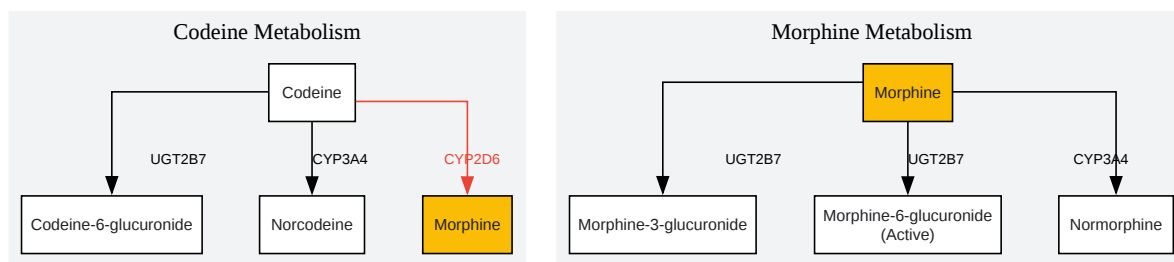 Codeine Metabolism
Codeine
UGT2B7
CYP3A4
CYP2D6
Codeine-6-glucuronide
Norcodeine
Morphine
Morphine Metabolism
Morphine
UGT2B7
UGT2B7
CYP3A4
Morphine-3-glucuronide
Morphine-6-glucuronide
(Active)
Normorphine